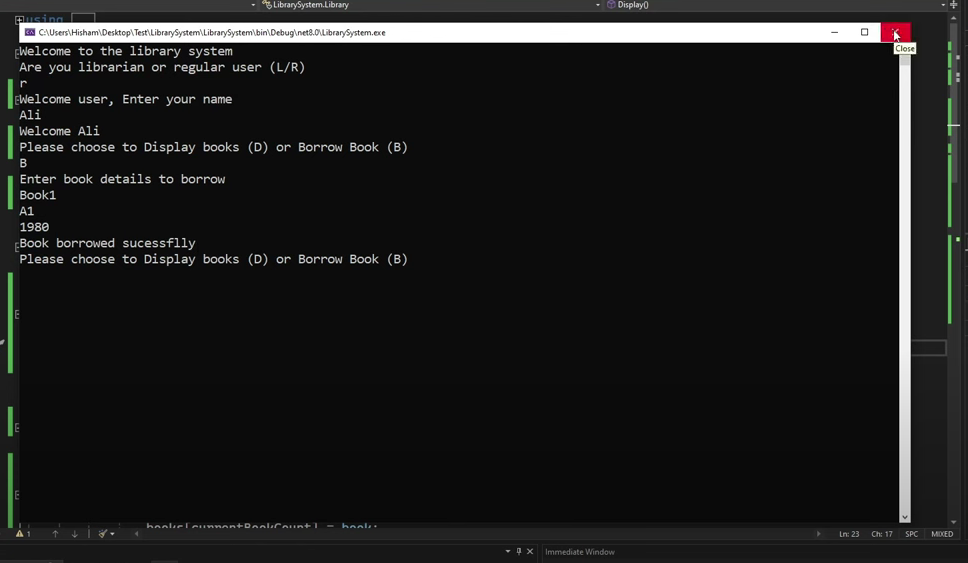 LibrarySystem.Library
Display()
using
C:\Users\Hisham\Desktop\Test\LibrarySystem\LibrarySystem\bin\Debug\net8.0\LibrarySystem.exe
Close
Welcome to the library system
Are you librarian or regular user (L/R)
r
Welcome user, Enter your name
Ali
Welcome Ali
Please choose to Display books (D) or Borrow Book (B)
B
Enter book details to borrow
Book1
A1
1980
Book borrowed sucessflly
Please choose to Display books (D) or Borrow Book (B)
books[currentBookCount] = book;
1
Ln: 23 Ch: 17 SPC MIXED
Immediate Window